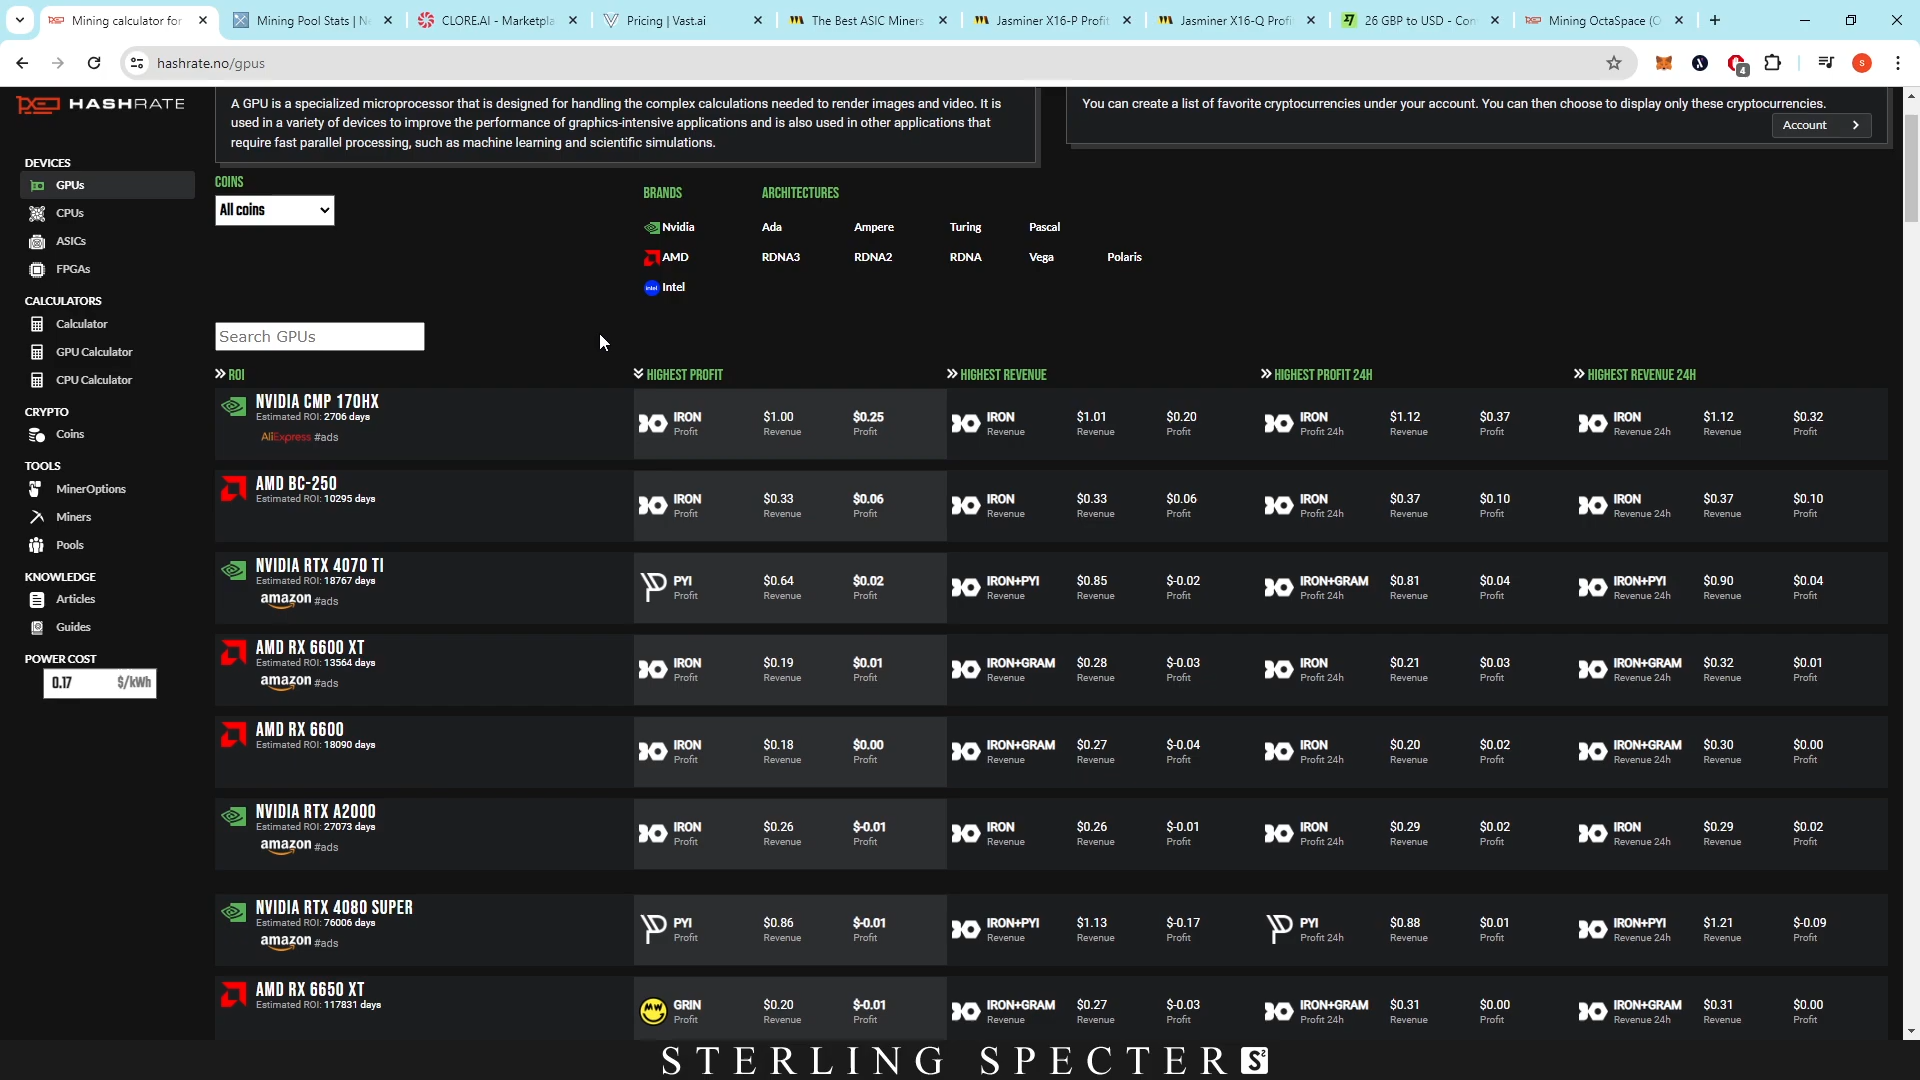 Mining calculator for
Mining Pool Stats | N
CLORE.AI - Marketpla
Pricing | Vast.ai
The Best ASIC Miners
Jasminer X16-P Profit
Jasminer X16-Q Profi
26 GBP to USD - Con
Mining OctaSpace (O
hashrate.no/gpus
4
S
HASHRATE
A GPU is a specialized microprocessor that is designed for handling the complex calculations needed to render images and video. It is
used in a variety of devices to improve the performance of graphics-intensive applications and is also used in other applications that
require fast parallel processing, such as machine learning and scientific simulations.
You can create a list of favorite cryptocurrencies under your account. You can then choose to display only these cryptocurrencies.
Account
DEVICES
GPUs
CPUs
ASICs
FPGAs
CALCULATORS
Calculator
GPU Calculator
CPU Calculator
CRYPTO
Coins
TOOLS
MinerOptions
Miners
Pools
KNOWLEDGE
Articles
Guides
POWER COST
0.17 $/kWh
COINS
All coins
BRANDS ARCHITECTURES
Nvidia Ada Ampere Turing Pascal
AMD RDNA3 RDNA2 RDNA Vega Polaris
intel Intel
Search GPUs
ROI HIGHEST PROFIT HIGHEST REVENUE HIGHEST PROFIT 24H HIGHEST REVENUE 24H
NVIDIA CMP 170HX
Estimated ROI: 2706 days
AliExpress #ads
IRON $1.00 $0.25 IRON $1.01 $0.20 IRON $1.12 $0.37 IRON $1.12 $0.32
Profit Revenue Profit Revenue Revenue Profit Profit 24h Revenue Profit Revenue 24h Revenue Profit
AMD BC-250
Estimated ROI: 10295 days
IRON $0.33 $0.06 IRON $0.33 $0.06 IRON $0.37 $0.10 IRON $0.37 $0.10
Profit Revenue Profit Revenue Revenue Profit Profit 24h Revenue Profit Revenue 24h Revenue Profit
NVIDIA RTX 4070 TI
Estimated ROI: 18767 days
amazon #ads
PYI $0.64 $0.02 IRON+PYI $0.85 $-0.02 IRON+GRAM $0.81 $0.04 IRON+PYI $0.90 $0.04
Profit Revenue Profit Revenue Revenue Profit Profit 24h Revenue Profit Revenue 24h Revenue Profit
AMD RX 6600 XT
Estimated ROI: 13564 days
amazon #ads
IRON $0.19 $0.01 IRON+GRAM $0.28 $-0.03 IRON $0.21 $0.03 IRON+GRAM $0.32 $0.01
Profit Revenue Profit Revenue Revenue Profit Profit 24h Revenue Profit Revenue 24h Revenue Profit
AMD RX 6600
Estimated ROI: 18090 days
IRON $0.18 $0.00 IRON+GRAM $0.27 $-0.04 IRON $0.20 $0.02 IRON+GRAM $0.30 $0.00
Profit Revenue Profit Revenue Revenue Profit Profit 24h Revenue Profit Revenue 24h Revenue Profit
NVIDIA RTX A2000
Estimated ROI: 27073 days
amazon #ads
IRON $0.26 $-0.01 IRON $0.26 $-0.01 IRON $0.29 $0.02 IRON $0.29 $0.02
Profit Revenue Profit Revenue Revenue Profit Profit 24h Revenue Profit Revenue 24h Revenue Profit
NVIDIA RTX 4080 SUPER
Estimated ROI: 76006 days
amazon #ads
PYI $0.86 $-0.01 IRON+PYI $1.13 $-0.17 PYI $0.88 $0.01 IRON+PYI $1.21 $-0.09
Profit Revenue Profit Revenue Revenue Profit Profit 24h Revenue Profit Revenue 24h Revenue Profit
AMD RX 6650 XT
Estimated ROI: 117831 days
GRIN $0.20 $-0.01 IRON+GRAM $0.27 $-0.03 IRON+GRAM $0.31 $0.00 IRON+GRAM $0.31 $0.00
Profit Revenue Profit Revenue Revenue Profit Profit 24h Revenue Profit Revenue 24h Revenue Profit
STERLING SPECTER S²